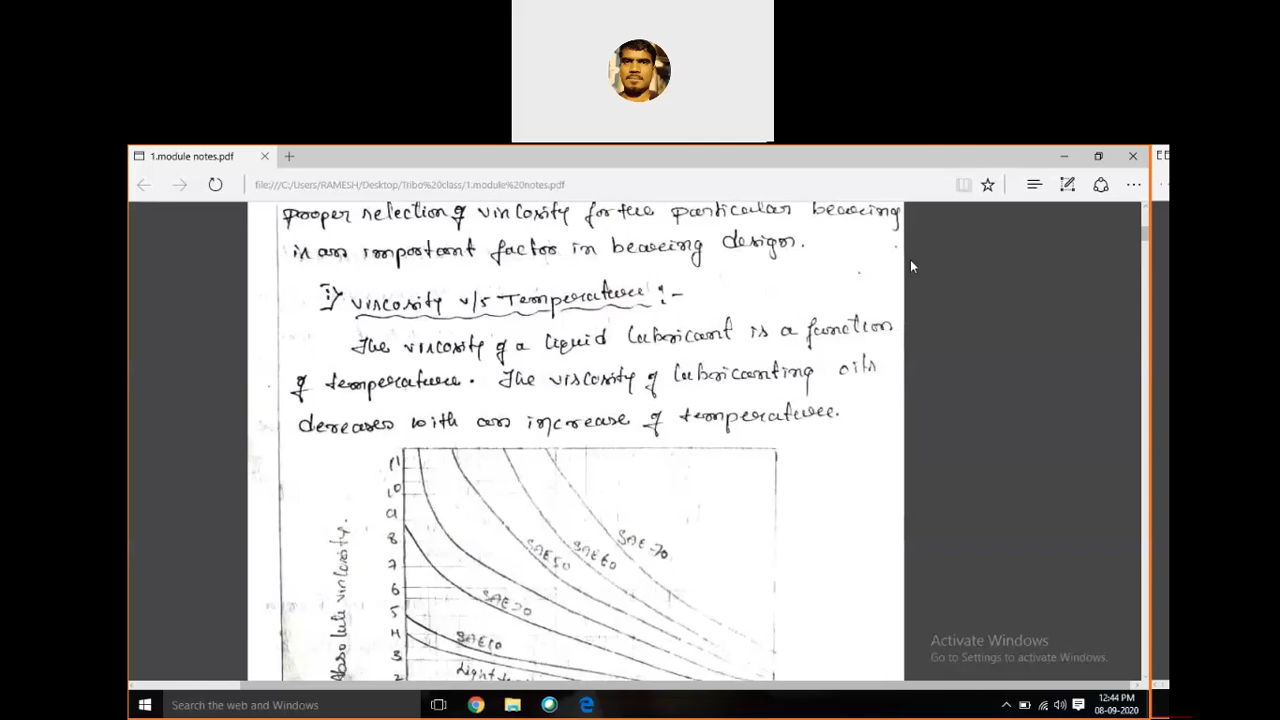 1.module notes.pdf
file:///C:/Users/RAMESH/Desktop/Tribo%20class/1.module%20notes.pdf
proper selection of viscosity for the particular bearing
is an important factor in bearing design.
i) Viscosity v/s Temperature :-
The viscosity of a liquid lubricant is a function
of temperature. The viscosity of lubricanting oils
dereases with an increase of temperature.
11
10
9
8
7
6
5
4
3
2
Absolute viscosity.
SAE 70
SAE 60
SAE 50
SAE 20
SAE 10
Light
Activate Windows
Go to Settings to activate Windows.
Search the web and Windows
12:44 PM
08-09-2020